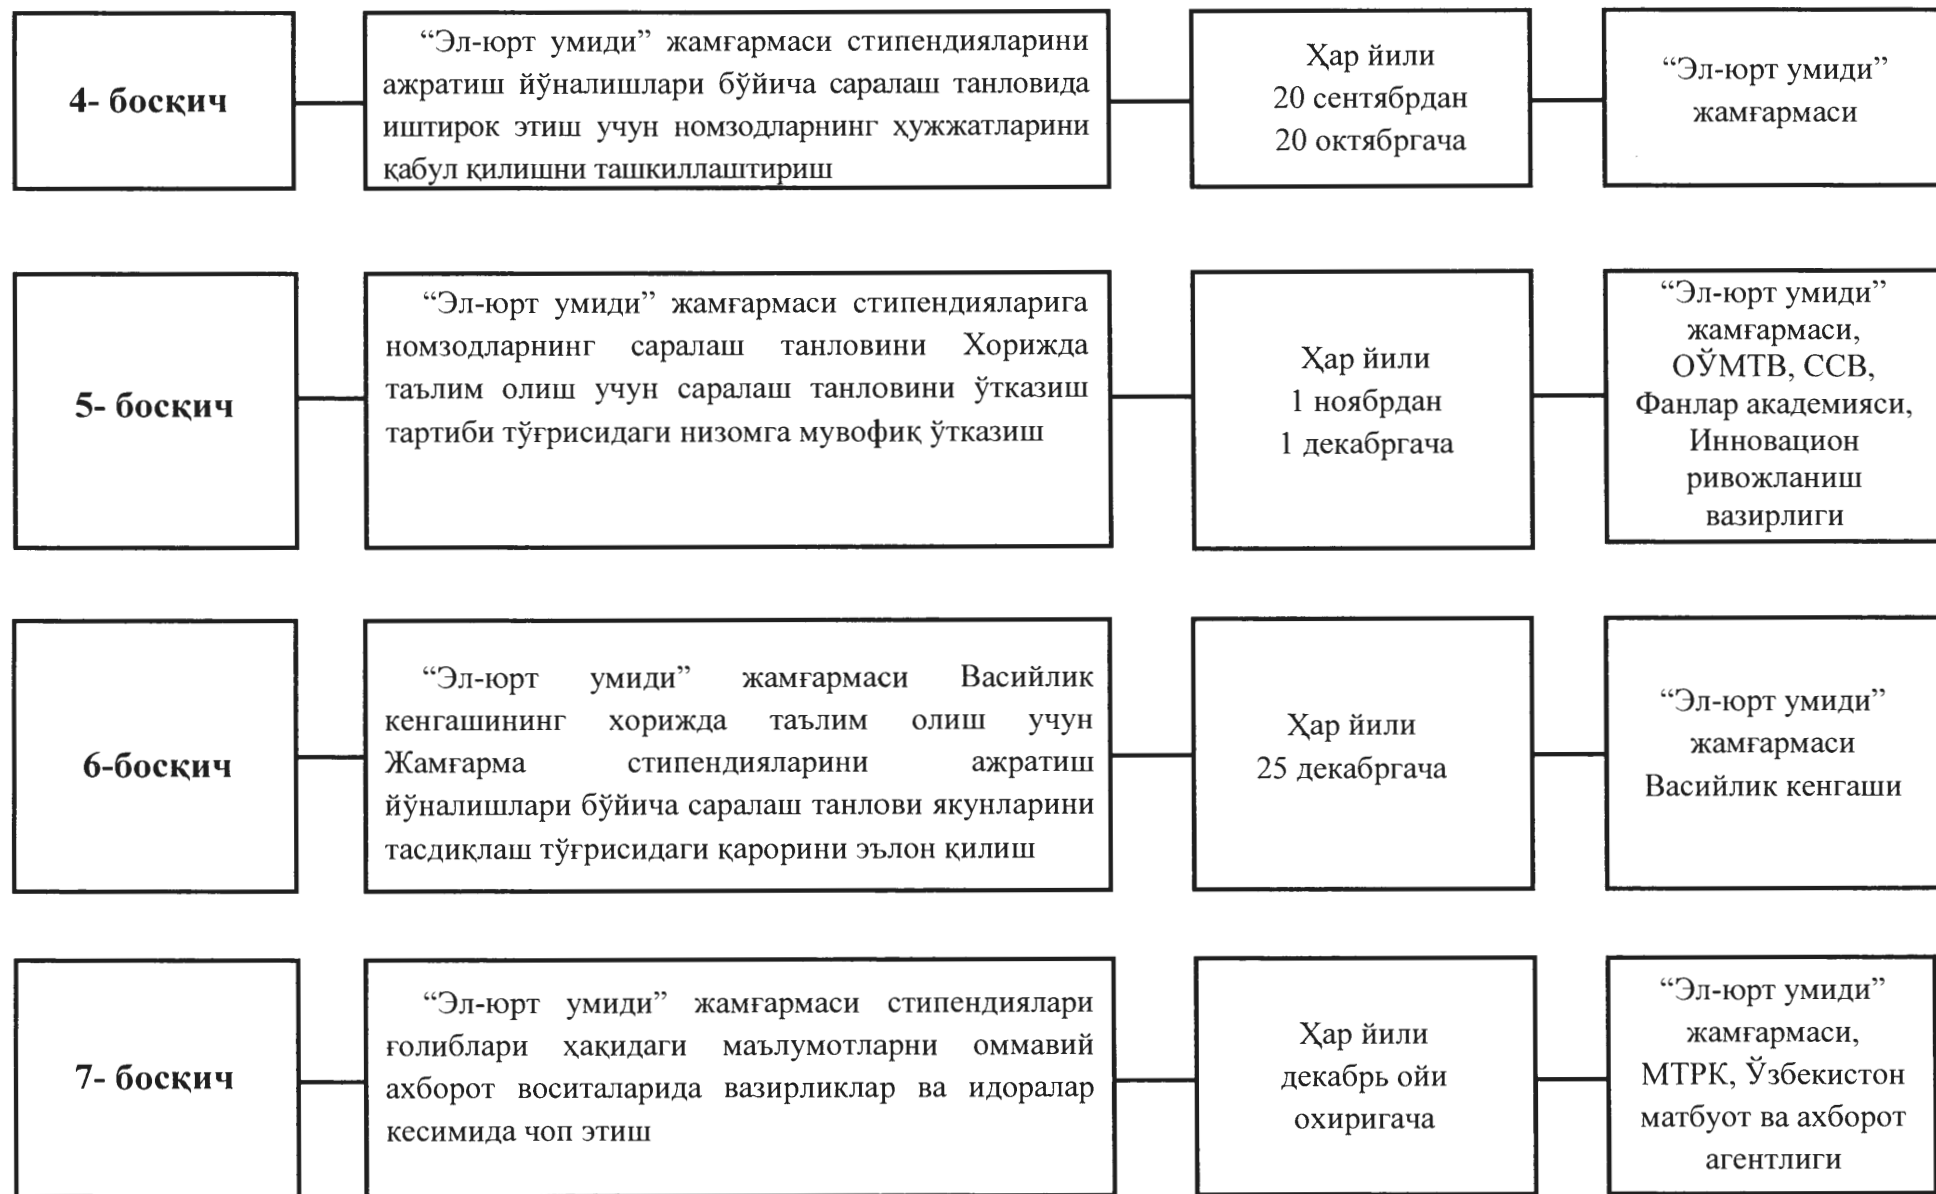 4- босқич
“Эл-юрт умиди” жамғармаси стипендияларини
ажратиш йўналишлари бўйича саралаш танловида
иштирок этиш учун номзодларнинг ҳужжатларини
қабул қилишни ташкиллаштириш
Ҳар йили
20 сентябрдан
20 октябргача
“Эл-юрт умиди”
жамғармаси
5- босқич
“Эл-юрт умиди” жамғармаси стипендияларига
номзодларнинг саралаш танловини Хорижда
таълим олиш учун саралаш танловини ўтказиш
тартиби тўғрисидаги низомга мувофиқ ўтказиш
Ҳар йили
1 ноябрдан
1 декабргача
“Эл-юрт умиди”
жамғармаси,
ОЎМТВ, ССВ,
Фанлар академияси,
Инновацион
ривожланиш
вазирлиги
6-босқич
“Эл-юрт умиди” жамғармаси Васийлик
кенгашининг хорижда таълим олиш учун
Жамғарма стипендияларини ажратиш
йўналишлари бўйича саралаш танлови якунларини
тасдиқлаш тўғрисидаги қарорини эълон қилиш
Ҳар йили
25 декабргача
“Эл-юрт умиди”
жамғармаси
Васийлик кенгаши
7- босқич
“Эл-юрт умиди” жамғармаси стипендиялари
ғолиблари ҳақидаги маълумотларни оммавий
ахборот воситаларида вазирликлар ва идоралар
кесимида чоп этиш
Ҳар йили
декабрь ойи
охиригача
“Эл-юрт умиди”
жамғармаси,
МТРК, Ўзбекистон
матбуот ва ахборот
агентлиги